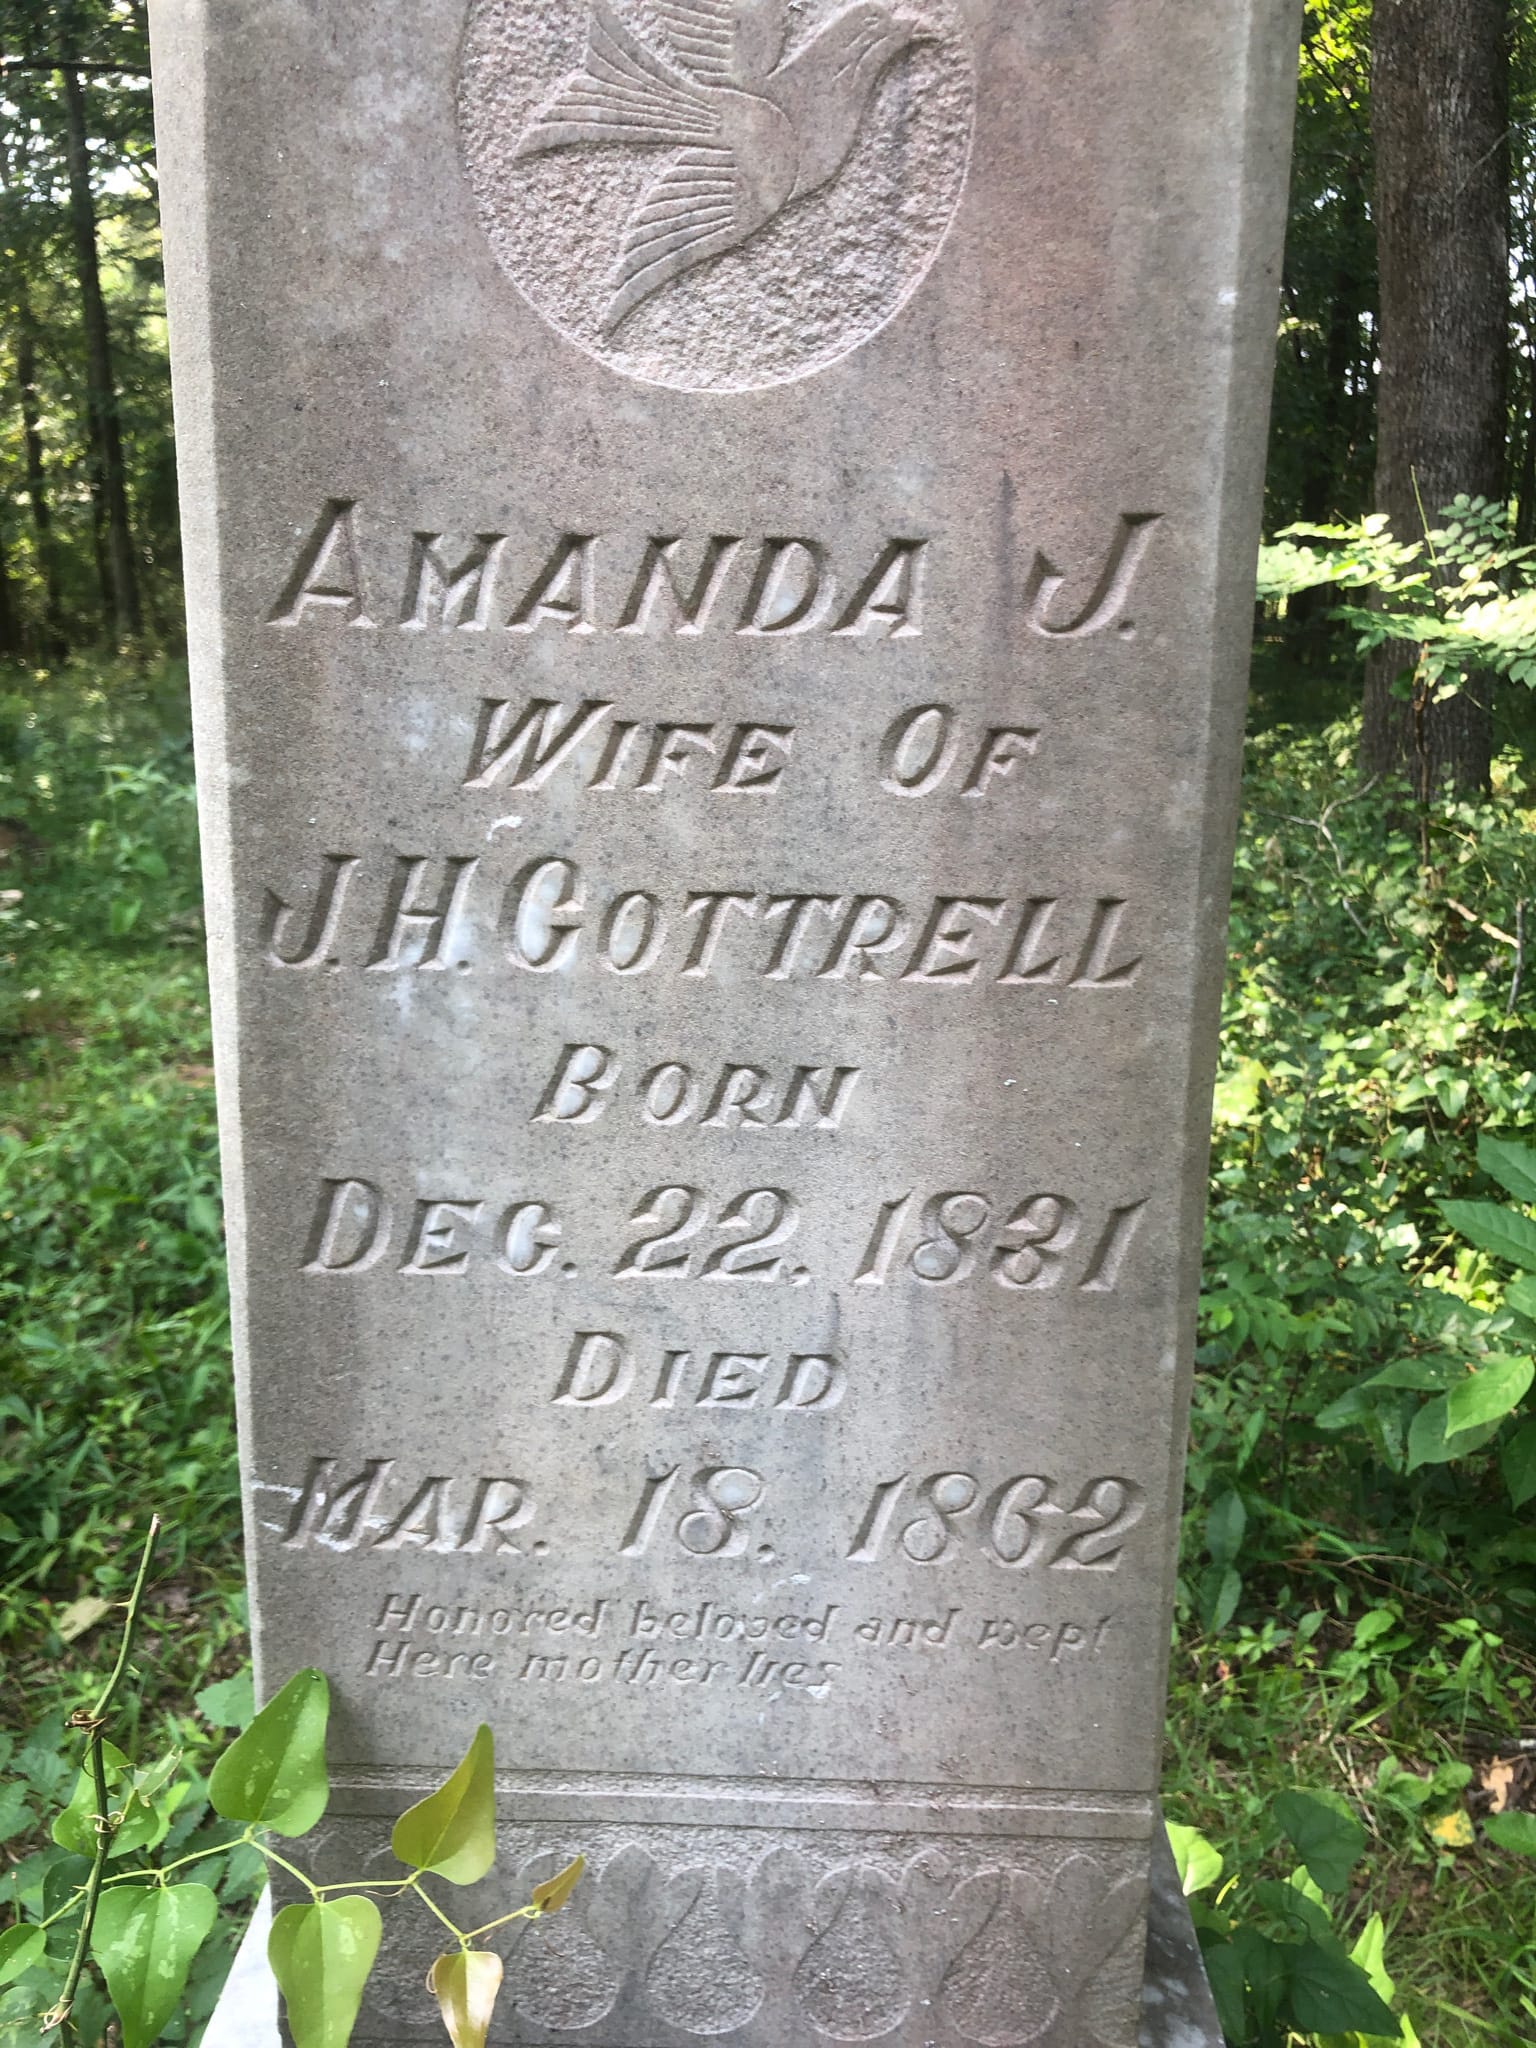 AMANDA J.
WIFE OF
J. H. COTTRELL
BORN
DEC. 22, 1831
DIED
MAR. 18, 1862
Honored beloved and wept
Here mother lies